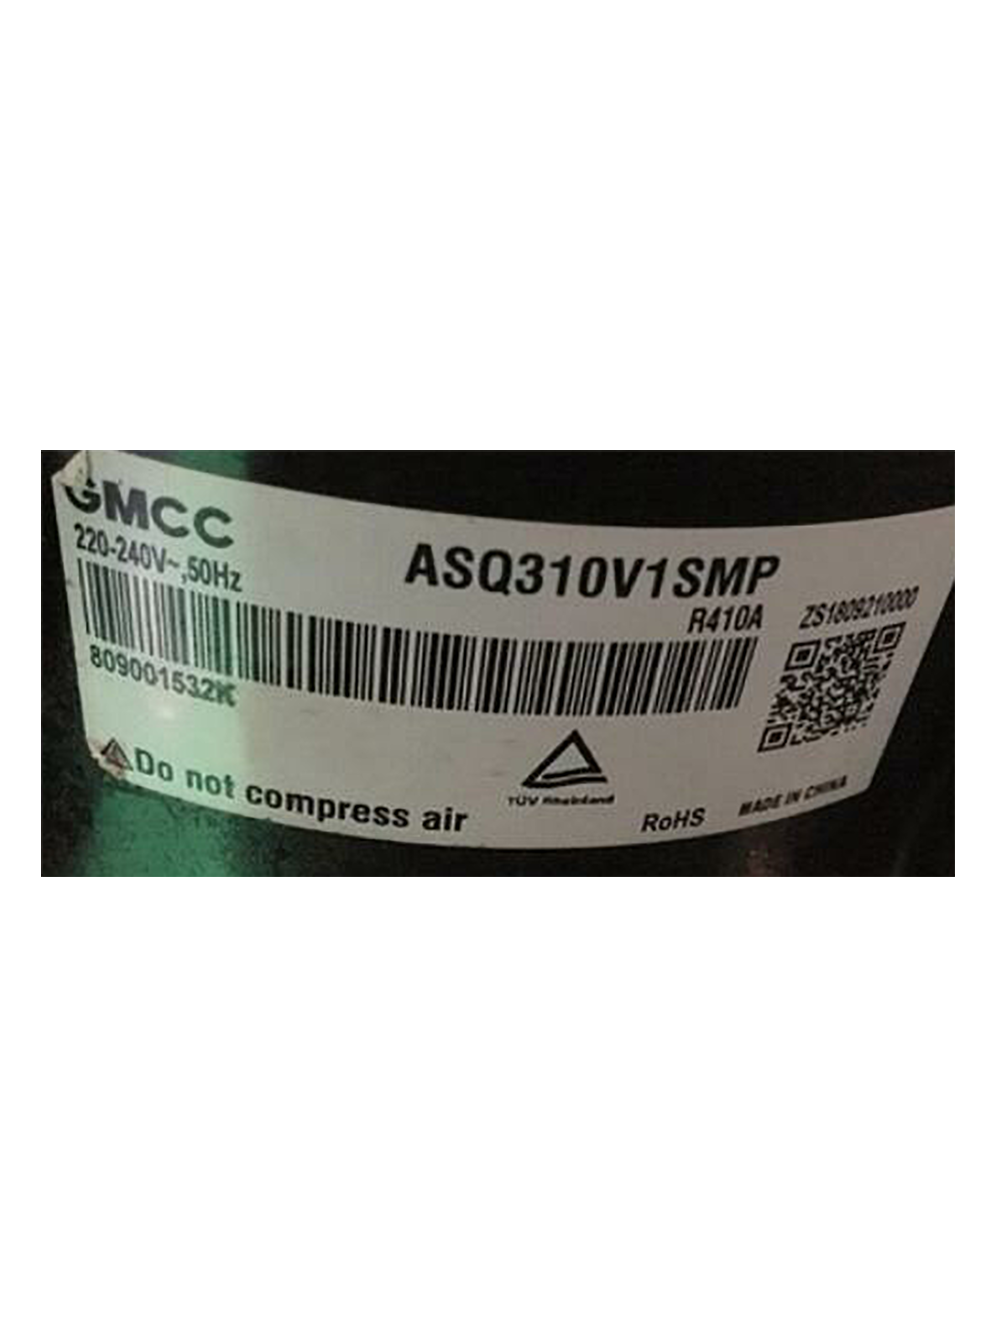 GMCC
220-240V~,50Hz
ASQ310V1SMP
R410A
ZS1809210000
809001532K
Do not compress air
TÜV Rheinland
RoHS
MADE IN CHINA